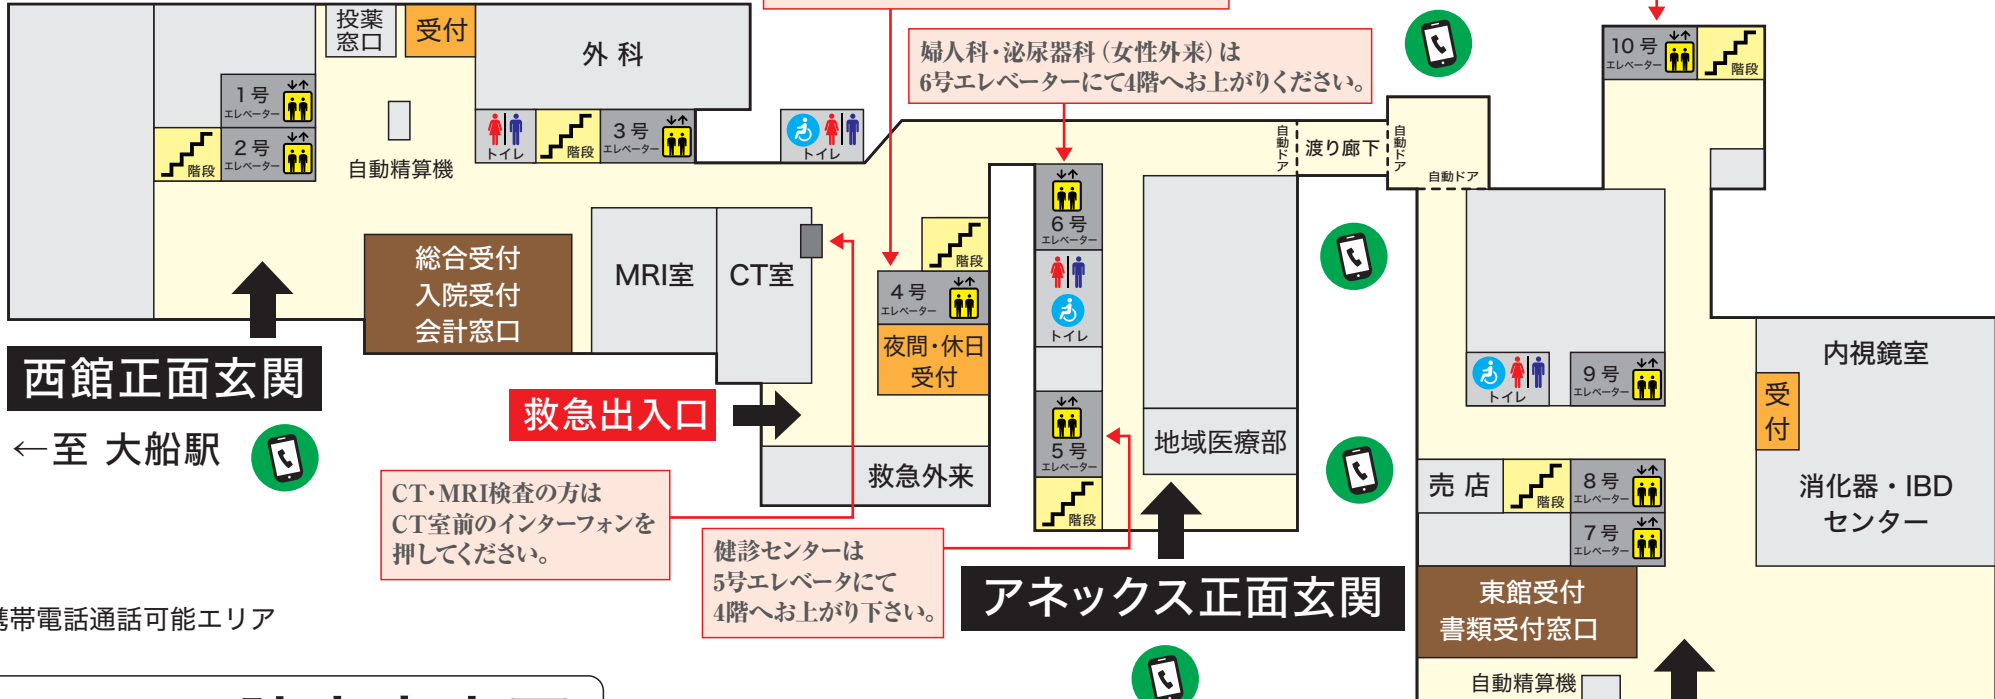 投薬
窓口
受付
外 科
1号
エレベーター
2号
エレベーター
階段
自動精算機
トイレ
階段
3号
エレベーター
トイレ
婦人科・泌尿器科（女性外来）は
6号エレベーターにて4階へお上がりください。
自動ドア
渡り廊下
自動ドア
自動ドア
10号
エレベーター
階段
総合受付
入院受付
会計窓口
MRI室
CT室
階段
4号
エレベーター
夜間・休日
受付
6号
エレベーター
トイレ
5号
エレベーター
階段
地域医療部
西館正面玄関
←至 大船駅
救急出入口
救急外来
CT・MRI検査の方は
CT室前のインターフォンを
押してください。
健診センターは
5号エレベータにて
4階へお上がり下さい。
アネックス正面玄関
トイレ
9号
エレベーター
売 店
階段
8号
エレベーター
7号
エレベーター
内視鏡室
受付
消化器・IBD
センター
東館受付
書類受付窓口
自動精算機
帯電話通話可能エリア